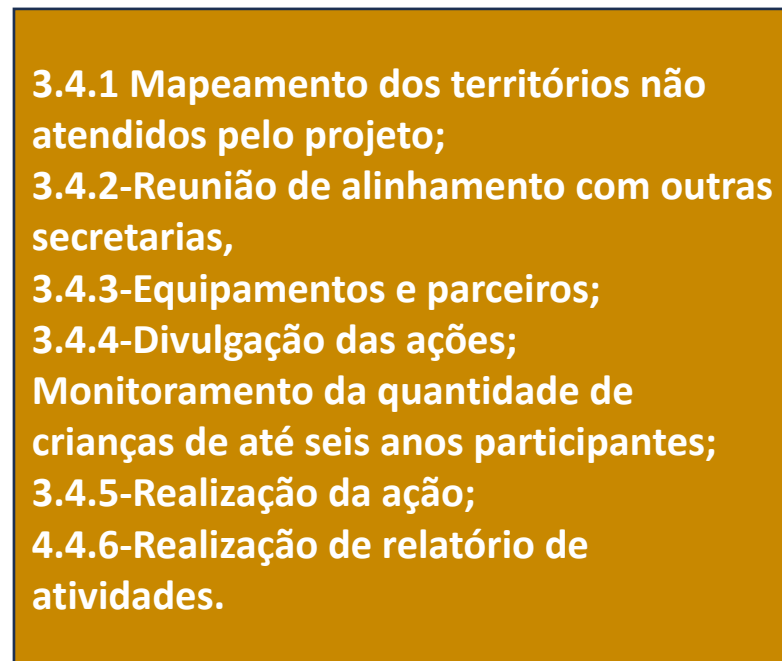 3.4.1 Mapeamento dos territórios não
atendidos pelo projeto;
3.4.2-Reunião de alinhamento com outras
secretarias,
3.4.3-Equipamentos e parceiros;
3.4.4-Divulgação das ações;
Monitoramento da quantidade de
crianças de até seis anos participantes;
3.4.5-Realização da ação;
4.4.6-Realização de relatório de
atividades.